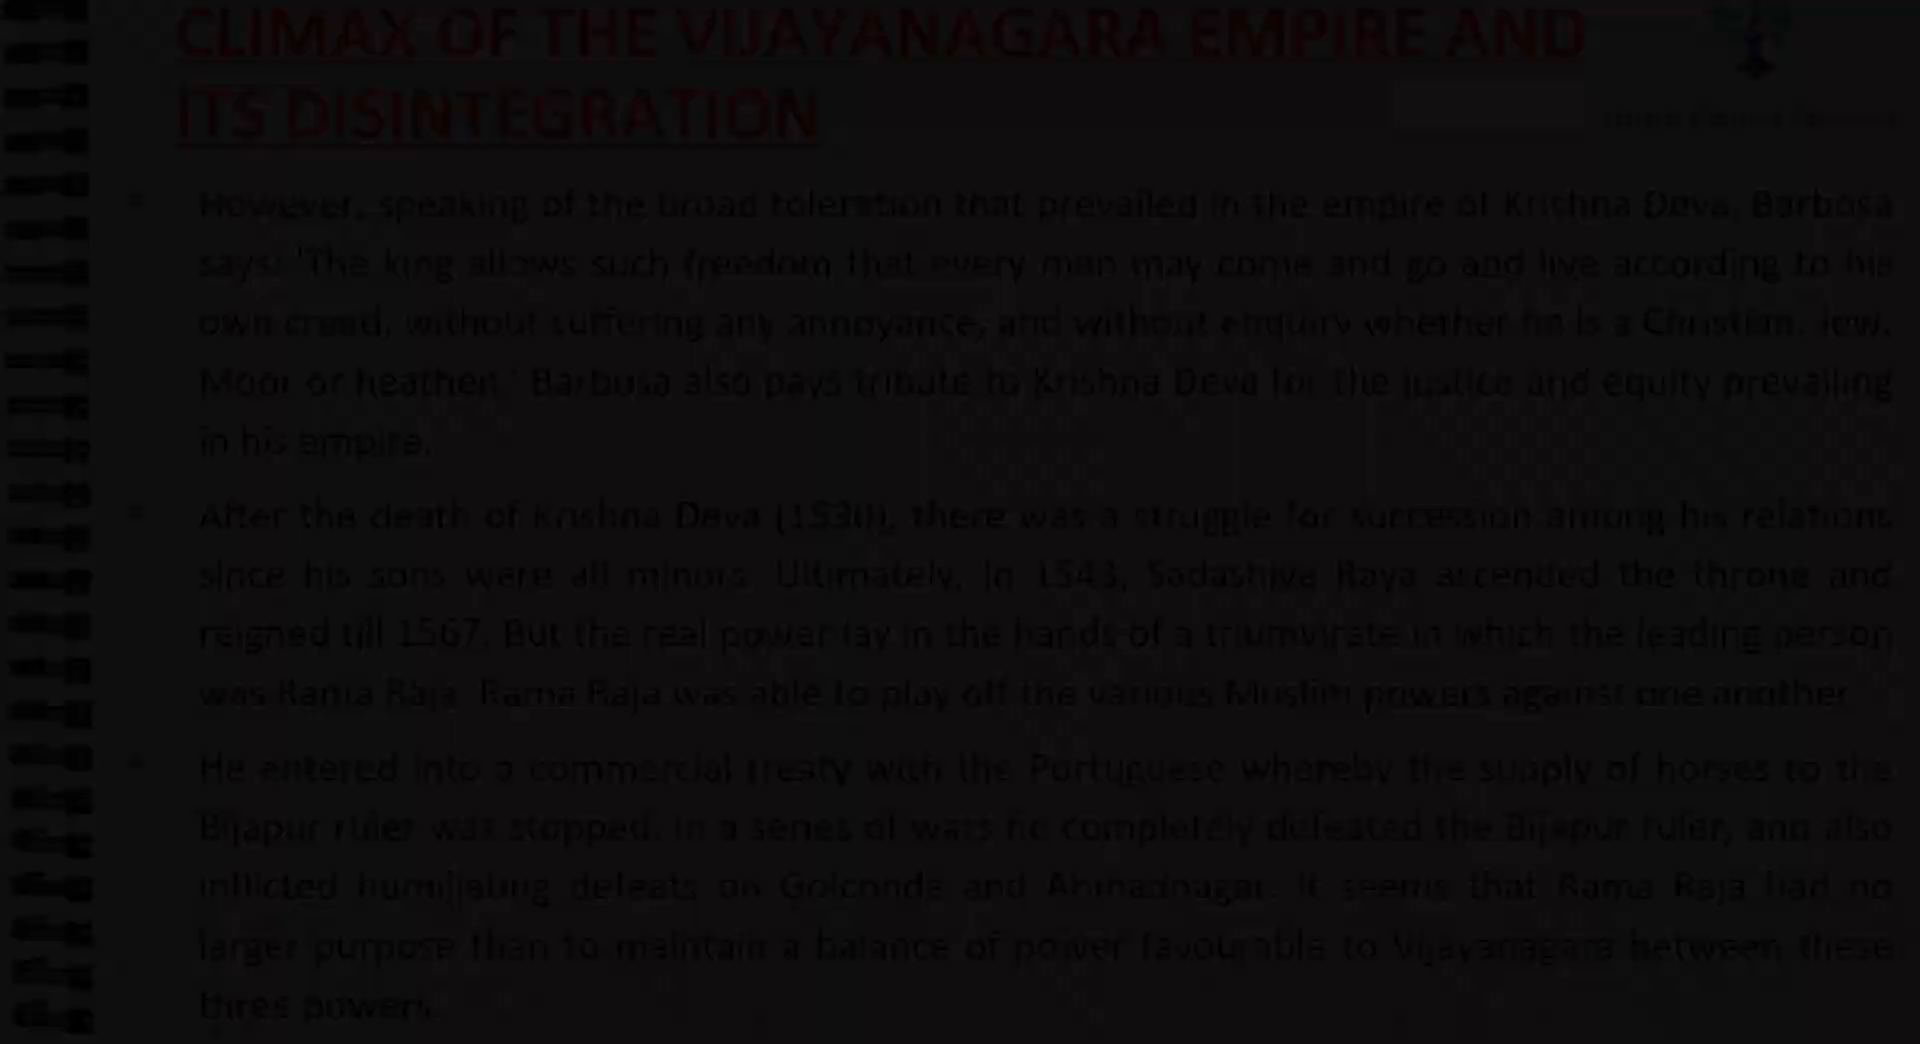 CLIMAX OF THE VIJAYANAGARA EMPIRE AND
ITS DISINTEGRATION
However, speaking of the broad toleration that prevailed in the empire of Krishna Deva, Barbosa
says: 'The king allows such freedom that every man may come and go and live according to his
own creed, without suffering any annoyance, and without enquiry whether he is a Christian, Jew,
Moor or heathen.' Barbosa also pays tribute to Krishna Deva for the justice and equity prevailing
in his empire.
After the death of Krishna Deva (1530), there was a struggle for succession among his relations
since his sons were all minors. Ultimately, in 1543, Sadashiva Raya ascended the throne and
reigned till 1567. But the real power lay in the hands of a triumvirate in which the leading person
was Rama Raja. Rama Raja was able to play off the various Muslim powers against one another.
He entered into a commercial treaty with the Portuguese whereby the supply of horses to the
Bijapur ruler was stopped. In a series of wars he completely defeated the Bijapur ruler, and also
inflicted humiliating defeats on Golconda and Ahmadnagar. It seems that Rama Raja had no
larger purpose than to maintain a balance of power favourable to Vijayanagara between these
three powers.